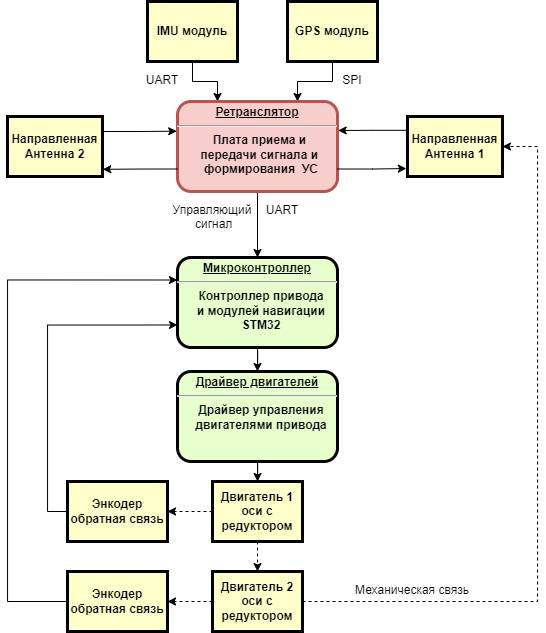 IMU модуль
GPS модуль
UART
SPI
Ретранслятор
Плата приема и
передачи сигнала и
формирования УС
Направленная
Антенна 2
Направленная
Антенна 1
Управляющий
сигнал
UART
Микроконтроллер
Контроллер привода
и модулей навигации
STM32
Драйвер двигателей
Драйвер управления
двигателями привода
Энкодер
обратная связь
Двигатель 1
оси с
редуктором
Энкодер
обратная связь
Двигатель 2
оси с
редуктором
Механическая связь